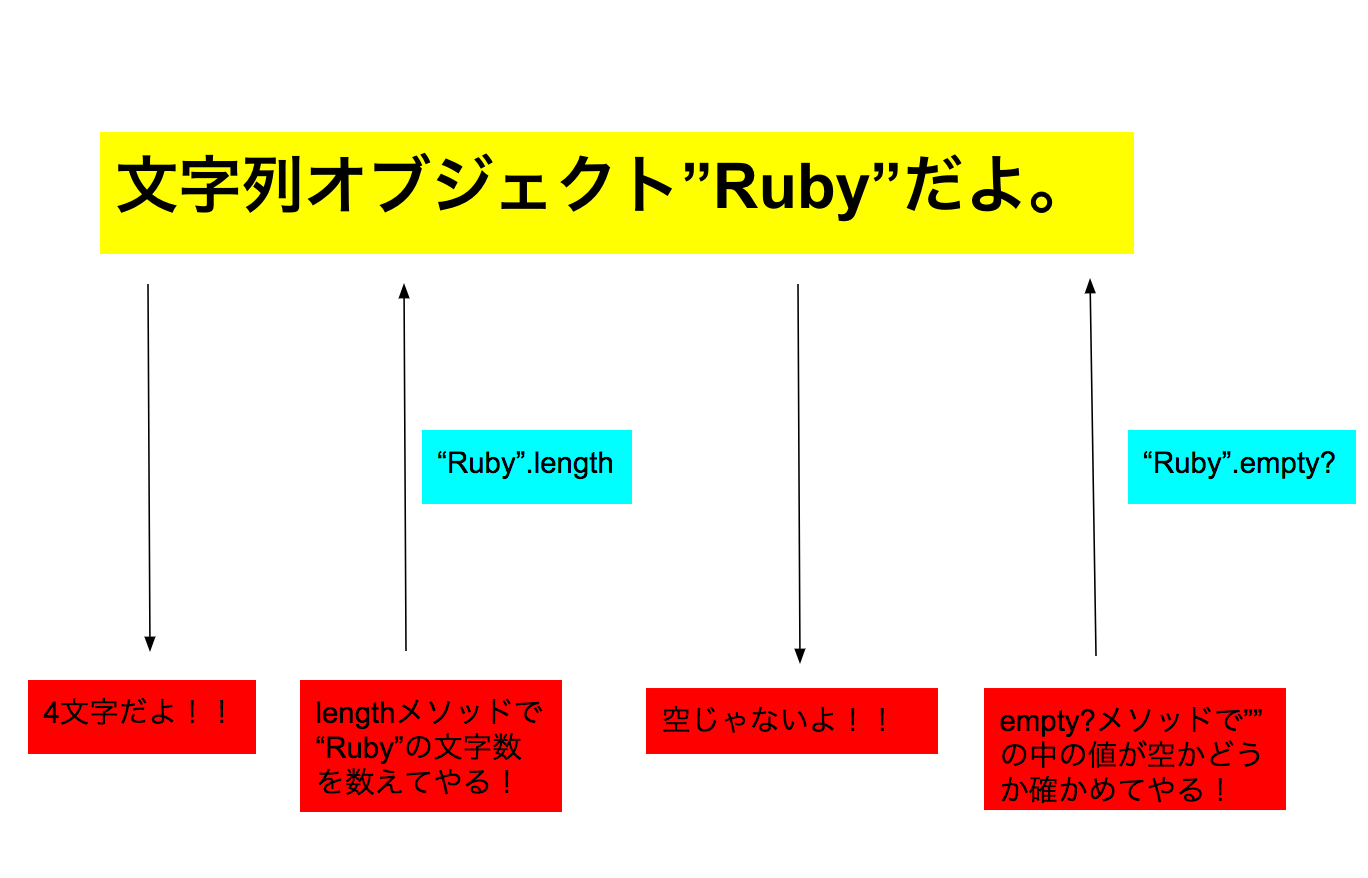 文字列オブジェクト”Ruby”だよ。
“Ruby”.length
“Ruby”.empty?
4文字だよ！！
lengthメソッドで
“Ruby”の文字数
を数えてやる！
空じゃないよ！！
empty?メソッドで””
の中の値が空かどう
か確かめてやる！